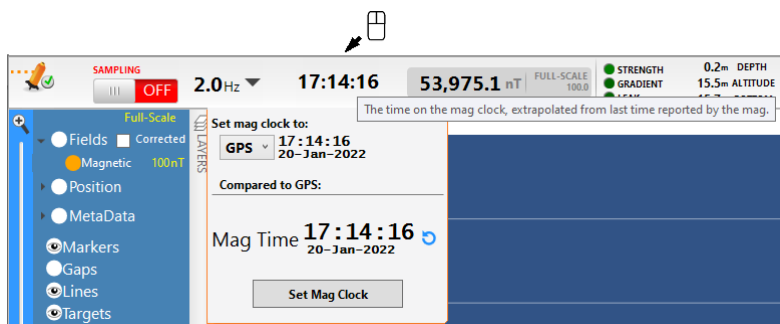 SAMPLING
OFF
2.0Hz
17:14:16
53,975.1 nT
FULL-SCALE
100.0
STRENGTH
GRADIENT
0.2m DEPTH
15.5m ALTITUDE
The time on the mag clock, extrapolated from last time reported by the mag.
Full-Scale
Fields
Corrected
Magnetic 100nT
Position
MetaData
Markers
Gaps
Lines
Targets
LAYERS
Set mag clock to:
GPS
17:14:16
20-Jan-2022
Compared to GPS:
Mag Time
17:14:16
20-Jan-2022
Set Mag Clock